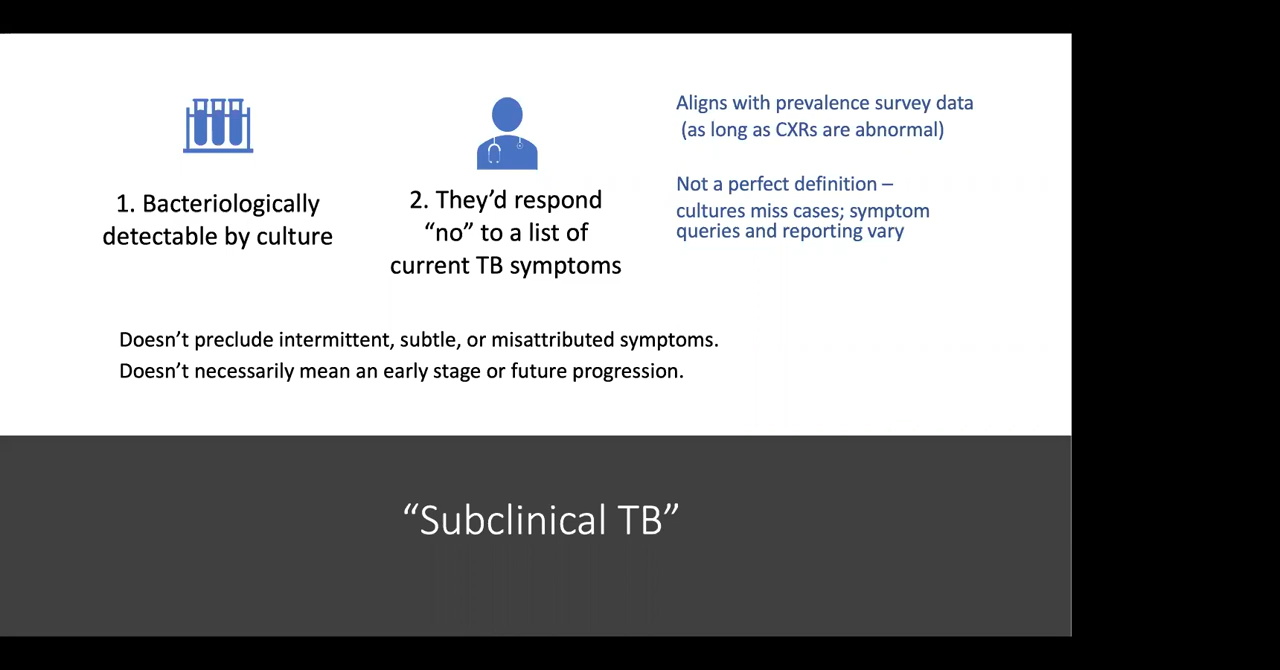 1. Bacteriologically
detectable by culture
2. They’d respond
“no” to a list of
current TB symptoms
Aligns with prevalence survey data
(as long as CXRs are abnormal)
Not a perfect definition –
cultures miss cases; symptom
queries and reporting vary
Doesn’t preclude intermittent, subtle, or misattributed symptoms.
Doesn’t necessarily mean an early stage or future progression.
“Subclinical TB”